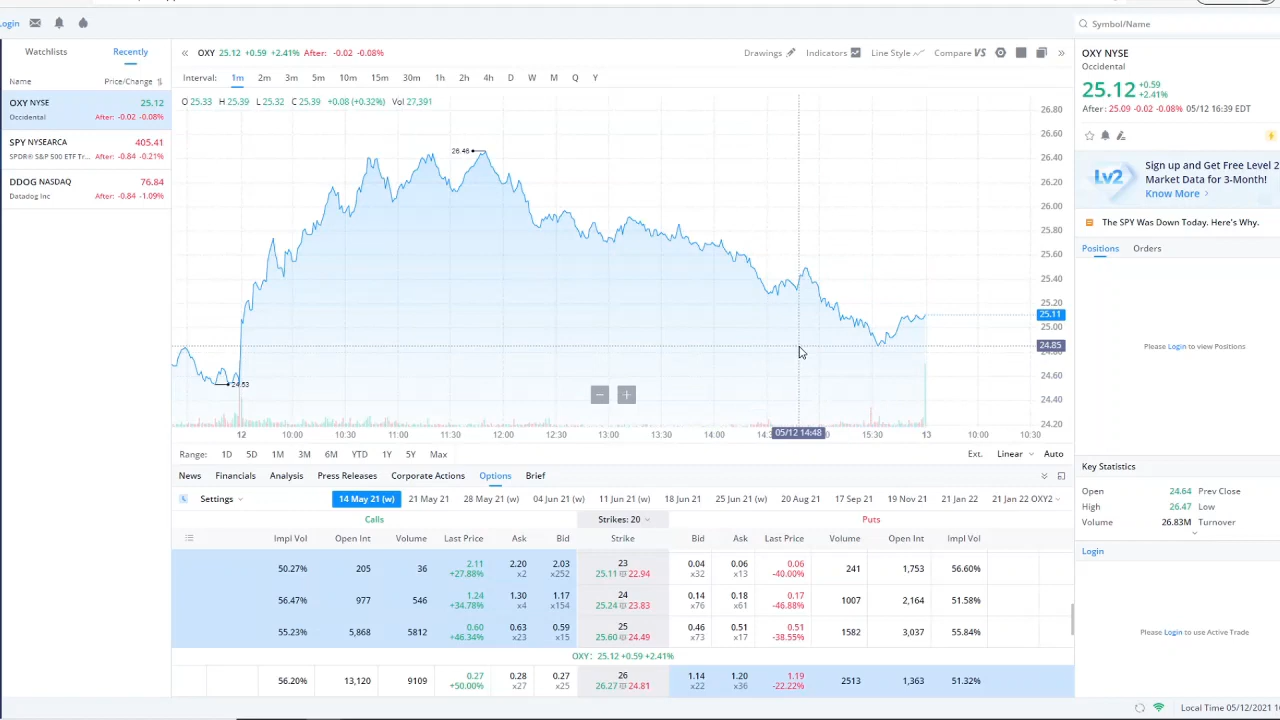 Login
Symbol/Name
Watchlists Recently
Name Price/Change
OXY NYSE 25.12
Occidental After: -0.02 -0.08%
SPY NYSEARCA 405.41
SPDR® S&P 500 ETF Tr... After: -0.84 -0.21%
DDOG NASDAQ 76.84
Datadog Inc After: -0.84 -1.09%
OXY 25.12 +0.59 +2.41% After: -0.02 -0.08%
Drawings Indicators Line Style Compare VS
Interval: 1m 2m 3m 5m 10m 15m 30m 1h 2h 4h D W M Q Y
O 25.33 H 25.39 L 25.32 C 25.39 +0.08 (+0.32%) Vol 27,391
26.80
26.60
26.46
26.40
26.20
26.00
25.80
25.60
25.40
25.20
25.11
25.00
24.85
24.80
24.60
24.53
24.40
24.20
12 10:00 10:30 11:00 11:30 12:00 12:30 13:00 13:30 14:00 14:3 05/12 14:48 0 15:30 13 10:00 10:30
Range: 1D 5D 1M 3M 6M YTD 1Y 5Y Max Ext. Linear Auto
News Financials Analysis Press Releases Corporate Actions Options Brief
Settings 14 May 21 (w) 21 May 21 28 May 21 (w) 04 Jun 21 (w) 11 Jun 21 (w) 18 Jun 21 25 Jun 21 (w) 20 Aug 21 17 Sep 21 19 Nov 21 21 Jan 22 21 Jan 22 OXY2
Calls Strikes: 20 Puts
Impl Vol Open Int Volume Last Price Ask Bid Strike Bid Ask Last Price Volume Open Int Impl Vol
50.27% 205 36 2.11 2.20 2.03 23 0.04 0.06 0.06 241 1,753 56.60%
+27.88% x2 x252 25.11 22.94 x32 x13 -40.00%
56.47% 977 546 1.24 1.30 1.17 24 0.14 0.18 0.17 1007 2,164 51.58%
+34.78% x4 x154 25.24 23.83 x76 x61 -46.88%
55.23% 5,868 5812 0.60 0.63 0.59 25 0.46 0.51 0.51 1582 3,037 55.84%
+46.34% x23 x15 25.60 24.49 x73 x17 -38.55%
OXY: 25.12 +0.59 +2.41%
56.20% 13,120 9109 0.27 0.28 0.27 26 1.14 1.20 1.19 2513 1,363 51.32%
+50.00% x27 x25 26.27 24.81 x22 x36 -22.22%
OXY NYSE
Occidental
25.12 +0.59
+2.41%
After: 25.09 -0.02 -0.08% 05/12 16:39 EDT
Lv2
Sign up and Get Free Level 2
Market Data for 3-Month!
Know More
The SPY Was Down Today. Here's Why.
Positions Orders
Please Login to view Positions
Key Statistics
Open 24.64 Prev Close
High 26.47 Low
Volume 26.83M Turnover
Login
Please Login to use Active Trade
Local Time 05/12/2021